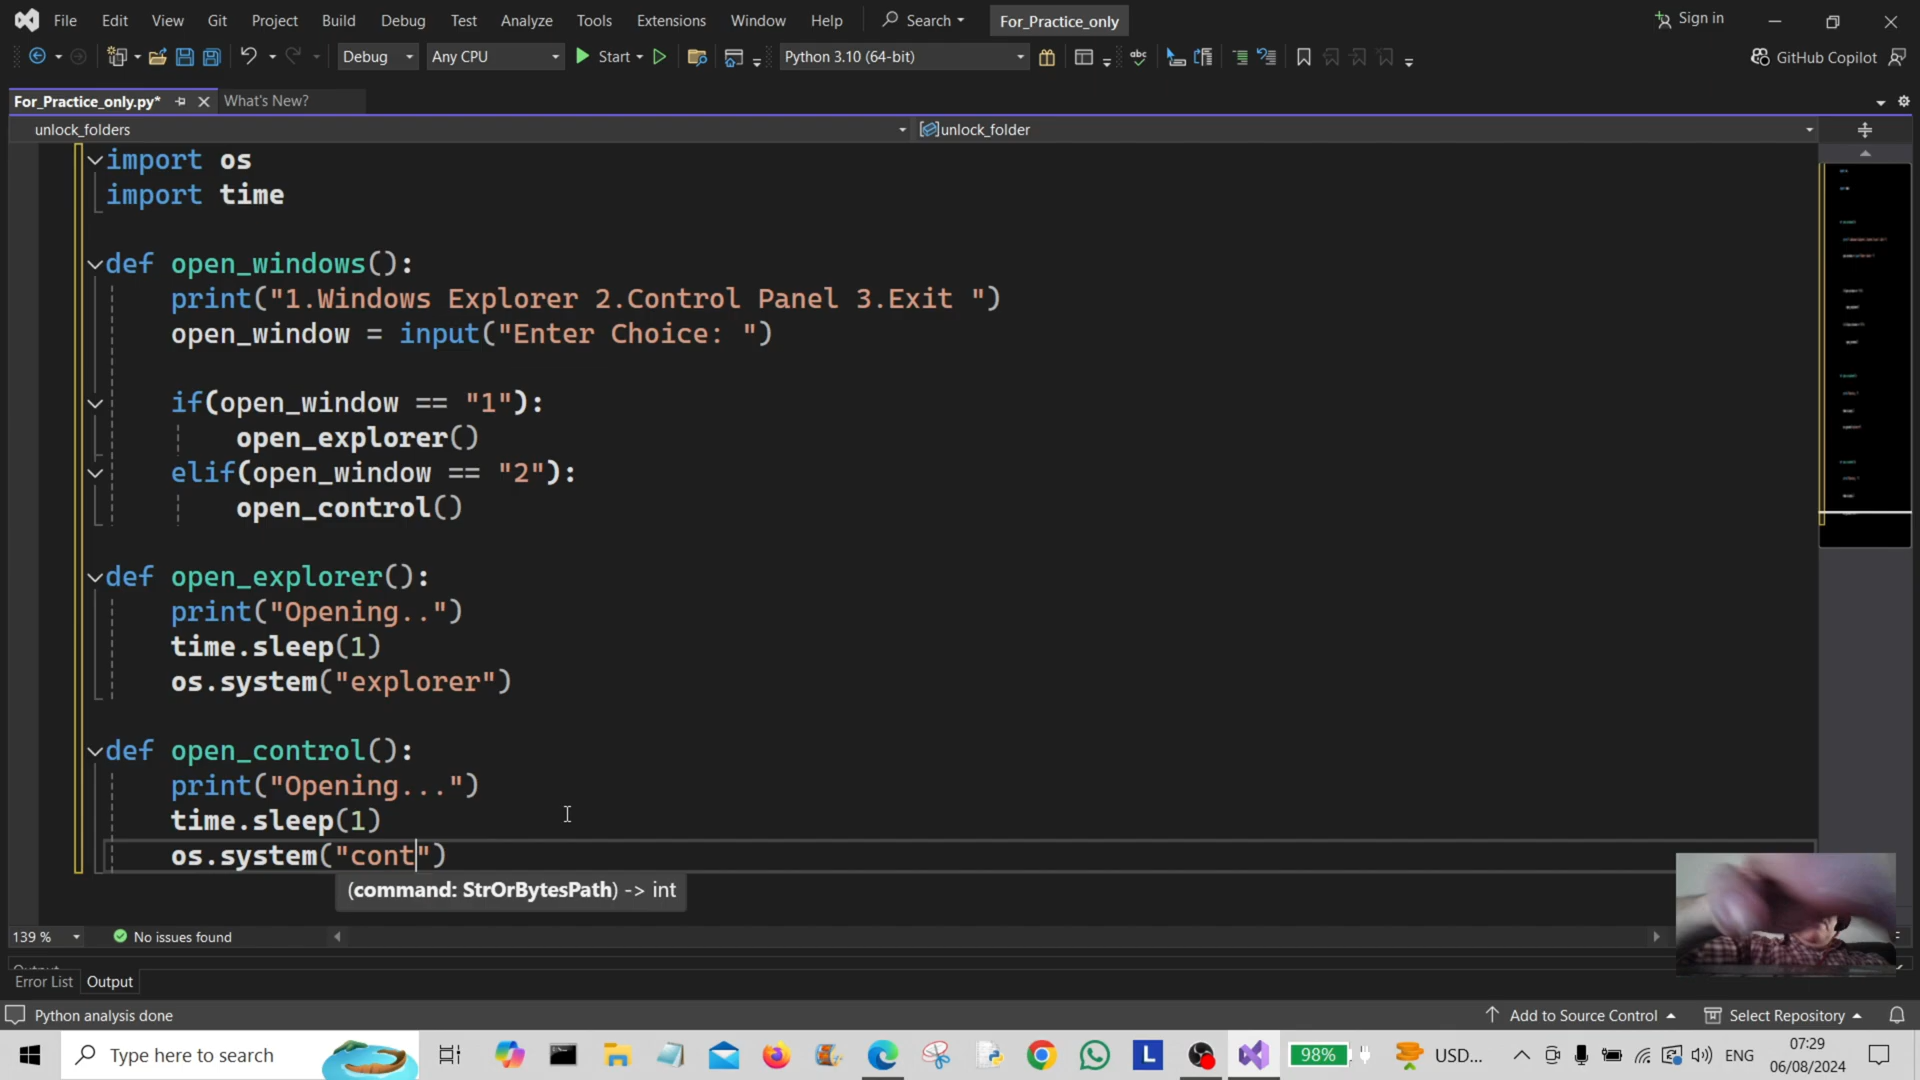 File Edit View Git Project Build Debug Test Analyze Tools Extensions Window Help Search For_Practice_only Sign in
Debug Any CPU Start Python 3.10 (64-bit) abc GitHub Copilot
For_Practice_only.py* What's New?
unlock_folders unlock_folder
import os
import time
def open_windows():
print("1.Windows Explorer 2.Control Panel 3.Exit ")
open_window = input("Enter Choice: ")
if(open_window == "1"):
open_explorer()
elif(open_window == "2"):
open_control()
def open_explorer():
print("Opening..")
time.sleep(1)
os.system("explorer")
def open_control():
print("Opening...")
time.sleep(1)
os.system("cont")
(command: StrOrBytesPath) -> int
139 % No issues found
Error List Output
Python analysis done Add to Source Control Select Repository
Type here to search L 98% USD... ENG 07:29
06/08/2024